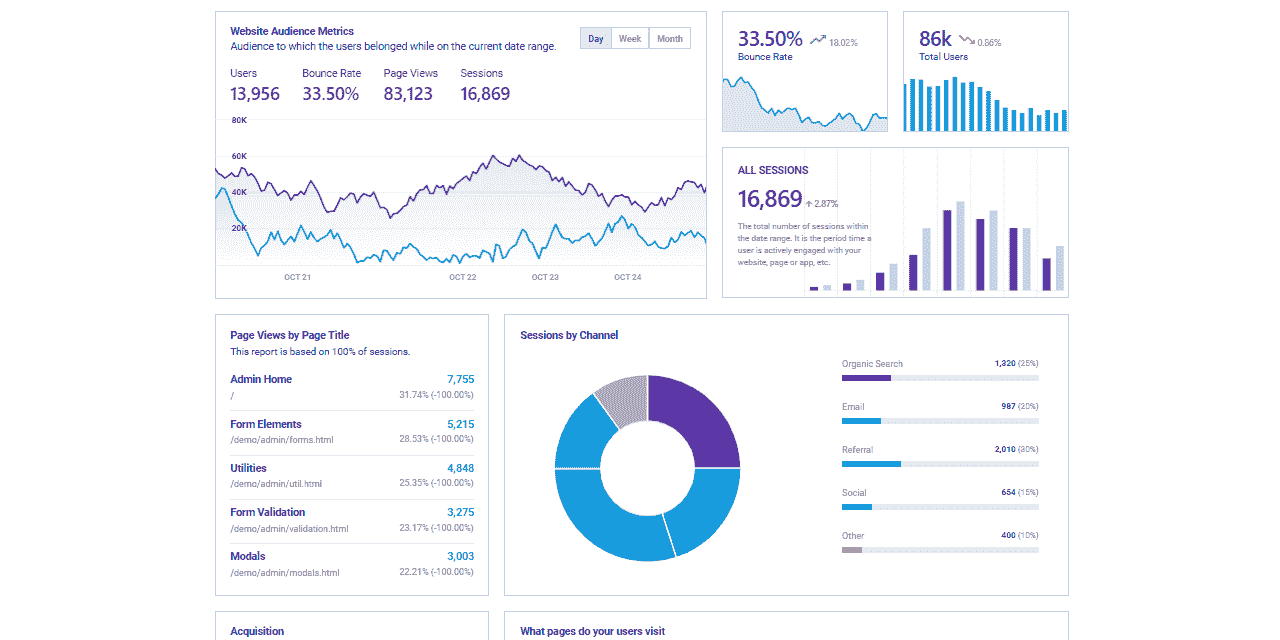 Website Audience Metrics
Audience to which the users belonged while on the current date range.
Day Week Month
Users Bounce Rate Page Views Sessions
13,956 33.50% 83,123 16,869
80K
60K
40K
20K
OCT 21 OCT 22 OCT 23 OCT 24
33.50% 18.02%
Bounce Rate
86k 0.86%
Total Users
ALL SESSIONS
16,869 2.87%
The total number of sessions within
the date range. It is the period time a
user is actively engaged with your
website, page or app, etc.
Page Views by Page Title
This report is based on 100% of sessions.
Admin Home 7,755
/ 31.74% (-100.00%)
Form Elements 5,215
/demo/admin/forms.html 28.53% (-100.00%)
Utilities 4,848
/demo/admin/util.html 25.35% (-100.00%)
Form Validation 3,275
/demo/admin/validation.html 23.17% (-100.00%)
Modals 3,003
/demo/admin/modals.html 22.21% (-100.00%)
Sessions by Channel
Organic Search 1,320 (25%)
Email 987 (20%)
Referral 2,010 (30%)
Social 654 (15%)
Other 400 (10%)
Acquisition
What pages do your users visit